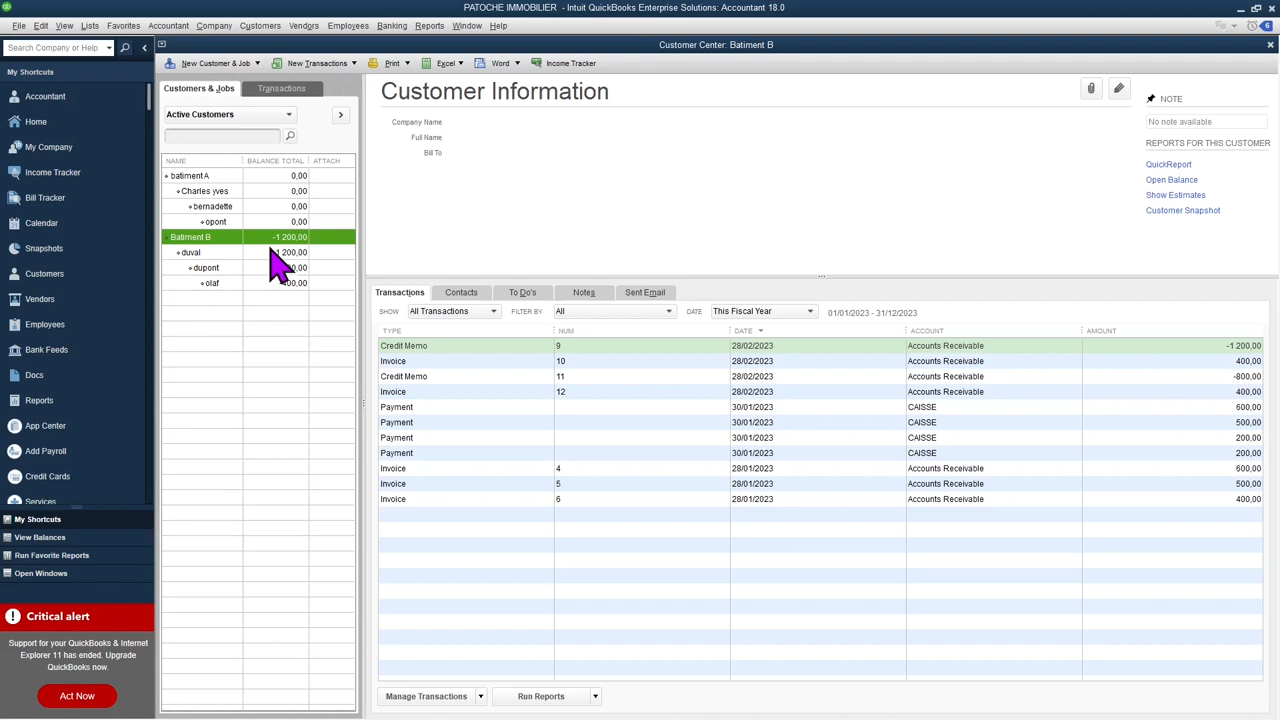 PATOCHE IMMOBILIER - Intuit QuickBooks Enterprise Solutions: Accountant 18.0
File Edit View Lists Favorites Accountant Company Customers Vendors Employees Banking Reports Window Help
Search Company or Help
Customer Center: Batiment B
My Shortcuts
Accountant
Home
My Company
Income Tracker
Bill Tracker
Calendar
Snapshots
Customers
Vendors
Employees
Bank Feeds
Docs
Reports
App Center
Add Payroll
Credit Cards
Services
My Shortcuts
View Balances
Run Favorite Reports
Open Windows
Critical alert
Support for your QuickBooks & Internet
Explorer 11 has ended. Upgrade
QuickBooks now.
Act Now
New Customer & Job New Transactions Print Excel Word Income Tracker
Customers & Jobs Transactions
Active Customers
NAME BALANCE TOTAL ATTACH
batiment A 0,00
Charles yves 0,00
bernadette 0,00
opont 0,00
Batiment B -1 200,00
duval 200,00
dupont
olaf
Customer Information
Company Name
Full Name
Bill To
NOTE
No note available
REPORTS FOR THIS CUSTOMER
QuickReport
Open Balance
Show Estimates
Customer Snapshot
Transactions Contacts To Do's Notes Sent Email
SHOW All Transactions FILTER BY All DATE This Fiscal Year 01/01/2023 - 31/12/2023
TYPE NUM DATE ACCOUNT AMOUNT
Credit Memo 9 28/02/2023 Accounts Receivable -1 200,00
Invoice 10 28/02/2023 Accounts Receivable 400,00
Credit Memo 11 28/02/2023 Accounts Receivable -800,00
Invoice 12 28/02/2023 Accounts Receivable 400,00
Payment 30/01/2023 CAISSE 600,00
Payment 30/01/2023 CAISSE 500,00
Payment 30/01/2023 CAISSE 200,00
Payment 30/01/2023 CAISSE 200,00
Invoice 4 28/01/2023 Accounts Receivable 600,00
Invoice 5 28/01/2023 Accounts Receivable 500,00
Invoice 6 28/01/2023 Accounts Receivable 400,00
Manage Transactions Run Reports